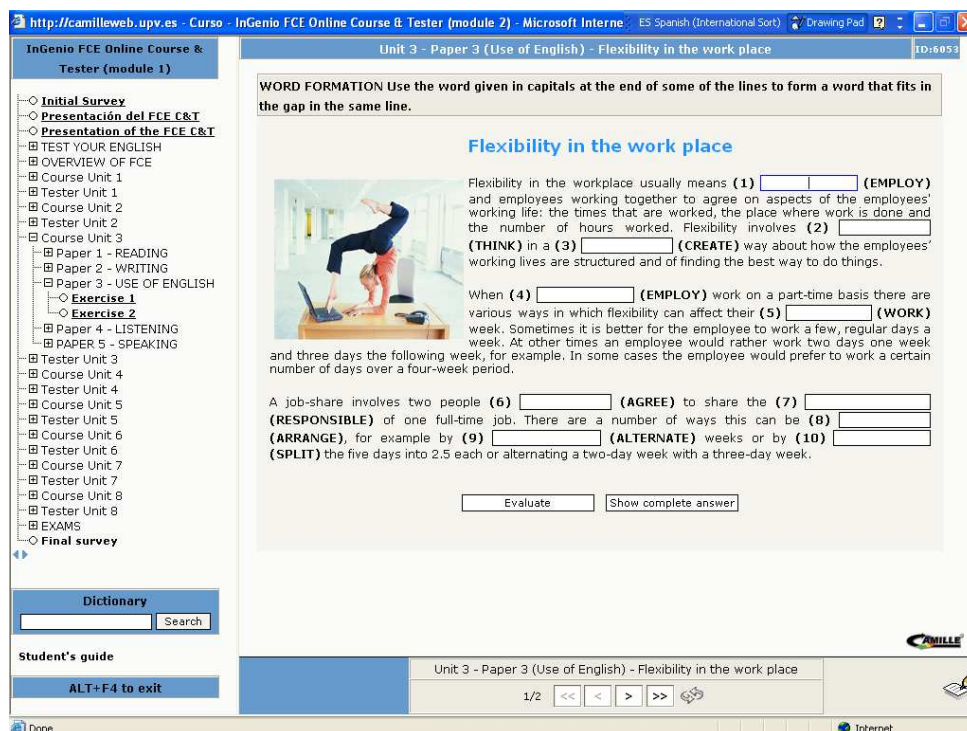 http://camilleweb.upv.es - Curso - InGenio FCE Online Course & Tester (module 2) - Microsoft Interne
ES Spanish (International Sort)
Drawing Pad
InGenio FCE Online Course &
Tester (module 1)
Unit 3 - Paper 3 (Use of English) - Flexibility in the work place
ID:6053
Initial Survey
Presentación del FCE C&T
Presentation of the FCE C&T
TEST YOUR ENGLISH
OVERVIEW OF FCE
Course Unit 1
Tester Unit 1
Course Unit 2
Tester Unit 2
Course Unit 3
Paper 1 - READING
Paper 2 - WRITING
Paper 3 - USE OF ENGLISH
Exercise 1
Exercise 2
Paper 4 - LISTENING
PAPER 5 - SPEAKING
Tester Unit 3
Course Unit 4
Tester Unit 4
Course Unit 5
Tester Unit 5
Course Unit 6
Tester Unit 6
Course Unit 7
Tester Unit 7
Course Unit 8
Tester Unit 8
EXAMS
Final survey
Dictionary
Search
Student's guide
ALT+F4 to exit
WORD FORMATION Use the word given in capitals at the end of some of the lines to form a word that fits in
the gap in the same line.
Flexibility in the work place
Flexibility in the workplace usually means (1) (EMPLOY)
and employees working together to agree on aspects of the employees'
working life: the times that are worked, the place where work is done and
the number of hours worked. Flexibility involves (2)
(THINK) in a (3) (CREATE) way about how the employees'
working lives are structured and of finding the best way to do things.
When (4) (EMPLOY) work on a part-time basis there are
various ways in which flexibility can affect their (5) (WORK)
week. Sometimes it is better for the employee to work a few, regular days a
week. At other times an employee would rather work two days one week
and three days the following week, for example. In some cases the employee would prefer to work a certain
number of days over a four-week period.
A job-share involves two people (6) (AGREE) to share the (7)
(RESPONSIBLE) of one full-time job. There are a number of ways this can be (8)
(ARRANGE), for example by (9) (ALTERNATE) weeks or by (10)
(SPLIT) the five days into 2.5 each or alternating a two-day week with a three-day week.
Evaluate
Show complete answer
CAMILLE
Unit 3 - Paper 3 (Use of English) - Flexibility in the work place
1/2 << < > >>
Done
Internet